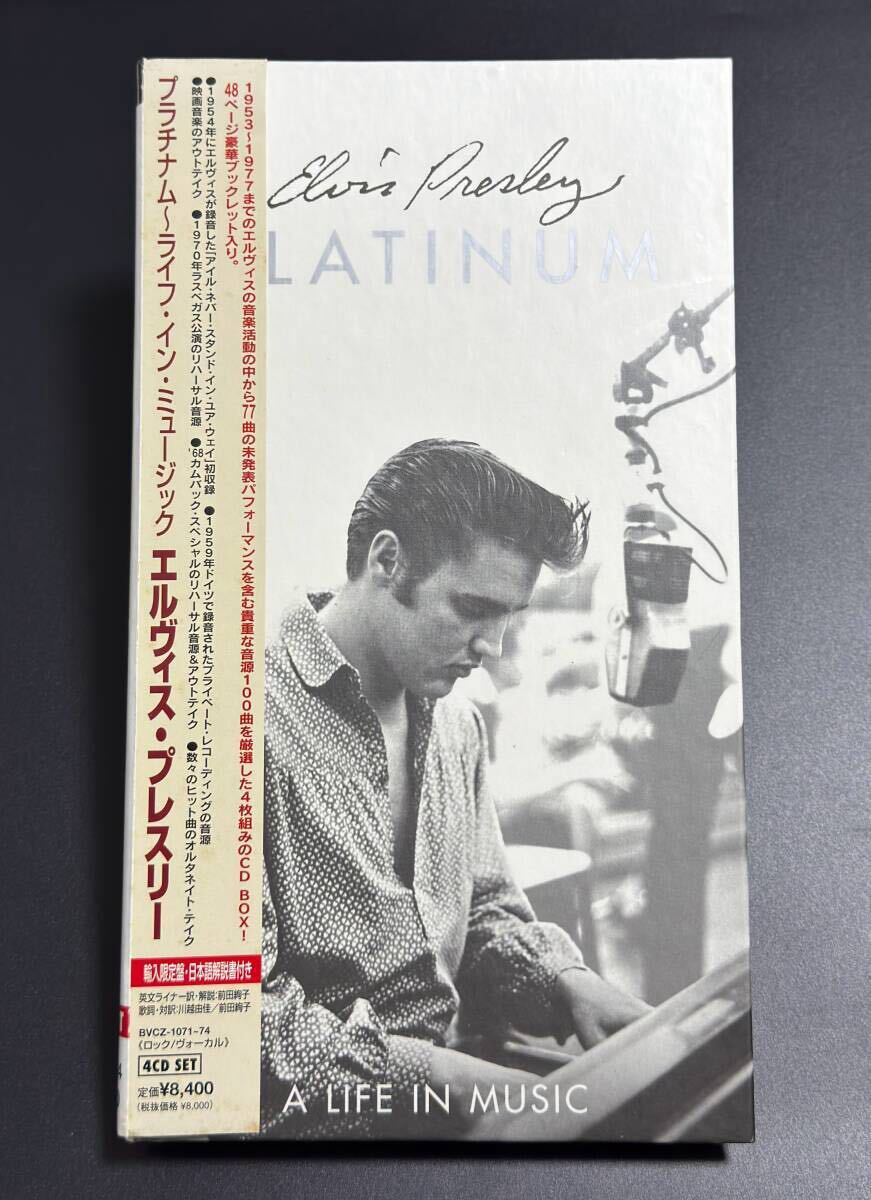 Elvis Presley
LATINUM
1953〜1977までのエルヴィスの音楽活動の中から77曲の未発表パフォーマンスを含む貴重な音源100曲を厳選した4枚組みのCD BOX!
48ページ豪華ブックレット入り。
●1954年にエルヴィスが録音した「アイル・ネバー・スタンド・イン・ユア・ウェイ」初収録 ●1959年ドイツで録音されたプライベート・レコーディングの音源
●映画音楽のアウトテイク ●1970年ラスベガス公演のリハーサル音源 ●'68カムバック・スペシャルのリハーサル音源&アウトテイク ●数々のヒット曲のオルタネイト・テイク
プラチナム〜ライフ・イン・ミュージック エルヴィス・プレスリー
輸入限定盤・日本語解説書付き
英文ライナー訳・解説:前田絢子
歌詞・対訳:川越由佳/前田絢子
BVCZ-1071~74
《ロック/ヴォーカル》
4CD SET
定価¥8,400
(税抜価格 ¥8,000)
A LIFE IN MUSIC